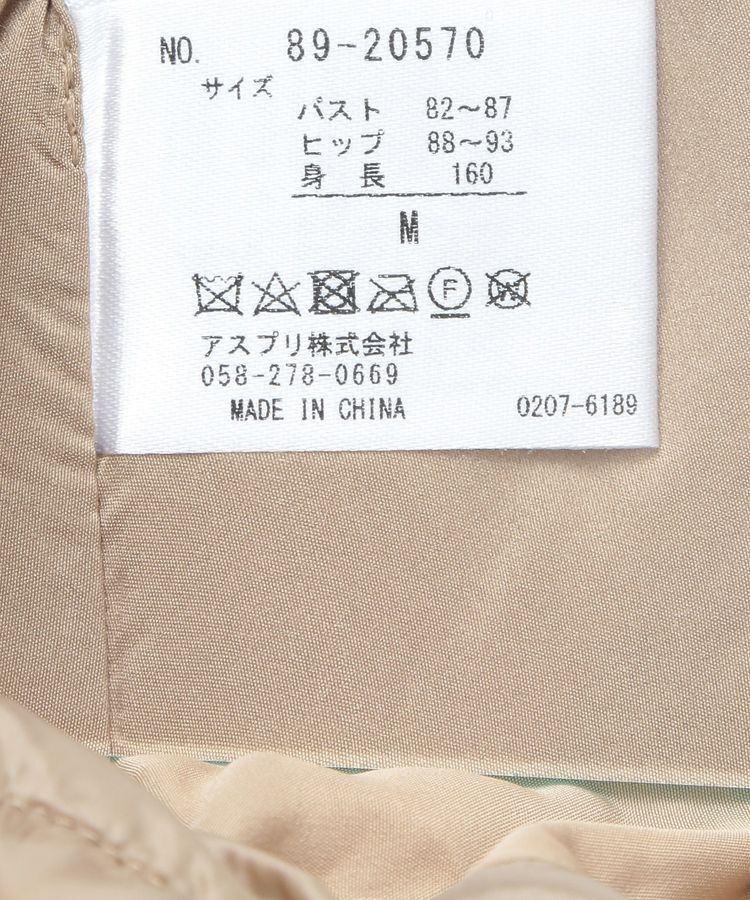 NO. 89-20570
サイズ
バスト 82～87
ヒップ 88～93
身長 160
M
F W
アスプリ株式会社
058-278-0669
MADE IN CHINA 0207-6189